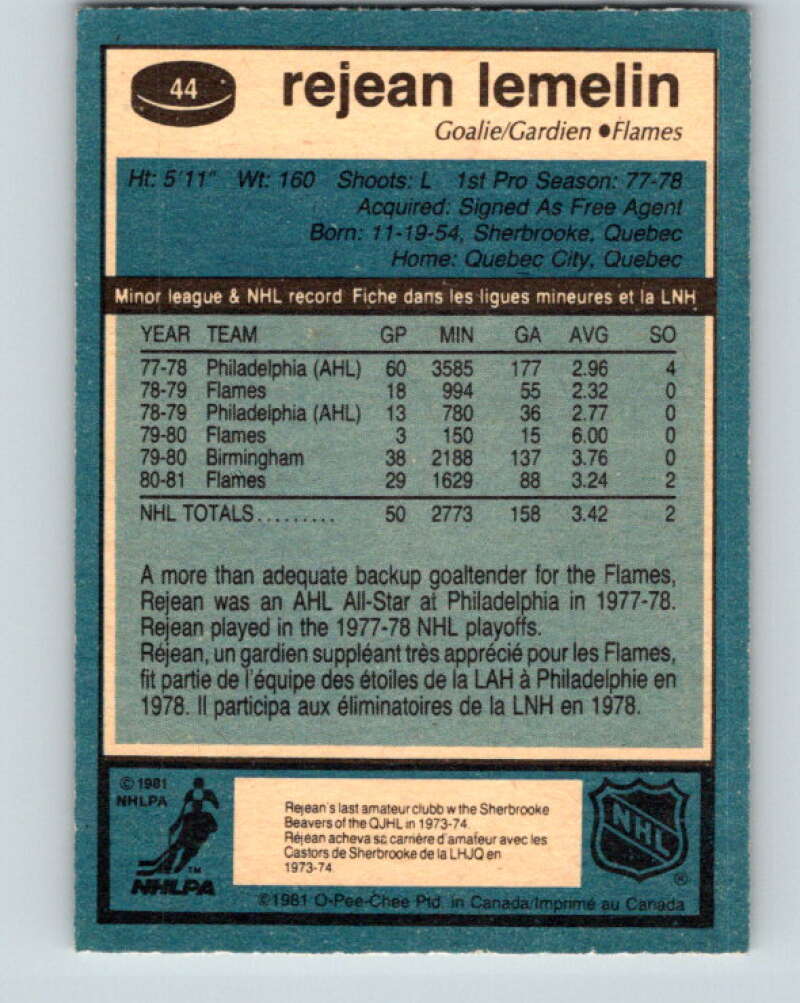 44
rejean lemelin
Goalie/Gardien ●Flames
Ht: 5'11" Wt: 160 Shoots: L 1st Pro Season: 77-78
Acquired: Signed As Free Agent
Born: 11-19-54, Sherbrooke, Quebec
Home: Quebec City, Quebec
Minor league & NHL record Fiche dans les ligues mineures et la LNH
YEAR TEAM GP MIN GA AVG SO
77-78 Philadelphia (AHL) 60 3585 177 2.96 4
78-79 Flames 18 994 55 2.32 0
78-79 Philadelphia (AHL) 13 780 36 2.77 0
79-80 Flames 3 150 15 6.00 0
79-80 Birmingham 38 2188 137 3.76 0
80-81 Flames 29 1629 88 3.24 2
NHL TOTALS......... 50 2773 158 3.42 2
A more than adequate backup goaltender for the Flames,
Rejean was an AHL All-Star at Philadelphia in 1977-78.
Rejean played in the 1977-78 NHL playoffs.
Réjean, un gardien suppléant très apprécié pour les Flames,
fit partie de l'équipe des étoiles de la LAH à Philadelphie en
1978. Il participa aux éliminatoires de la LNH en 1978.
© 1981
NHLPA
TM
NHLPA
Rejean's last amateur clubb w the Sherbrooke
Beavers of the QJHL in 1973-74.
Réjean acheva sa carrière d'amateur avec les
Castors de Sherbrooke de la LHJQ en
1973-74
NHL
®
©1981 O-Pee-Chee Ptd. in Canada/Imprimé au Canada